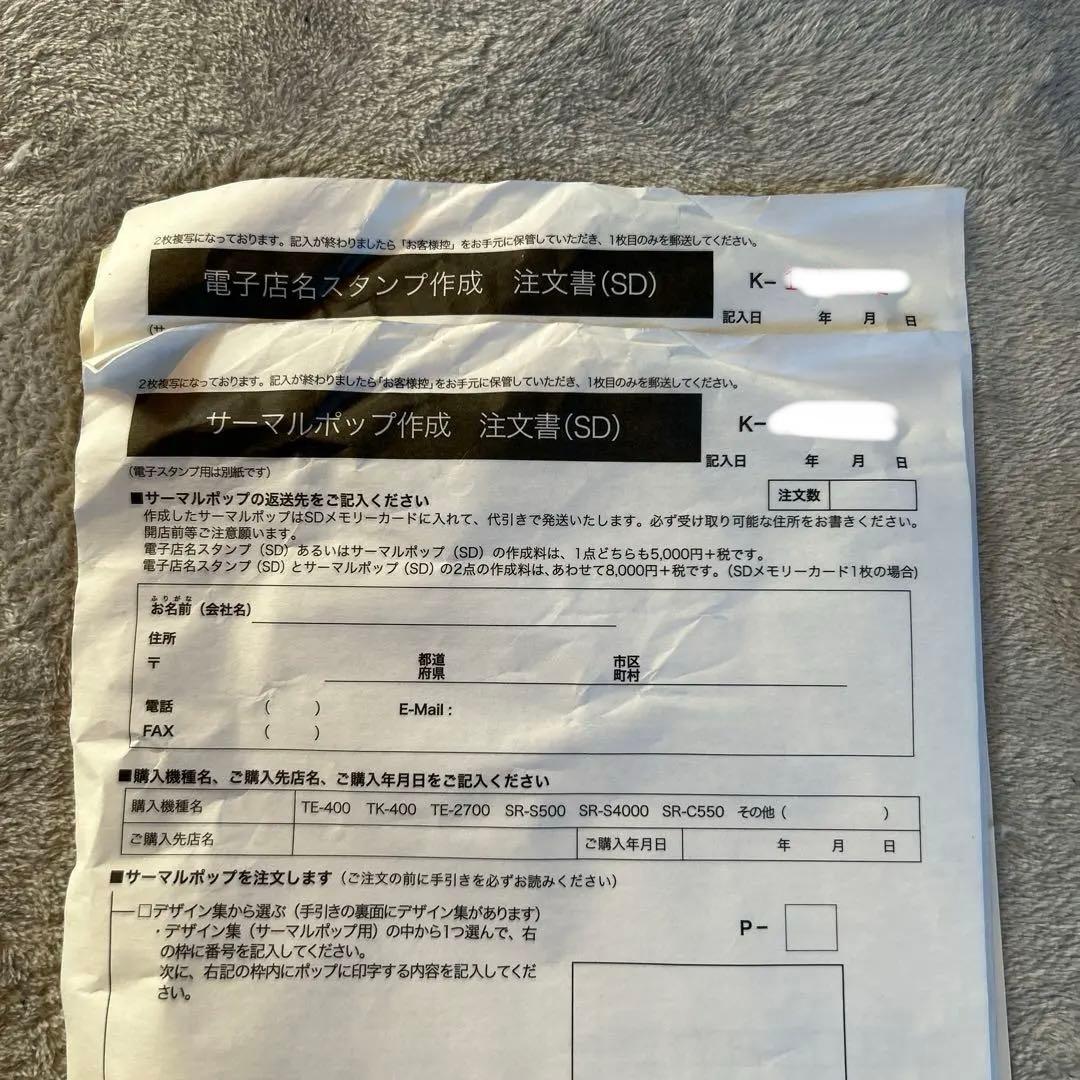 2枚複写になっております。記入が終わりましたら「お客様控」をお手元に保管していただき、1枚目のみを郵送してください。
電子店名スタンプ作成 注文書(SD)
K-
記入日 年 月 日
(サ
2枚複写になっております。記入が終わりましたら「お客様控」をお手元に保管していただき、1枚目のみを郵送してください。
サーマルポップ作成 注文書(SD)
K-
記入日 年 月 日
(電子スタンプ用は別紙です)
■サーマルポップの返送先をご記入ください
注文数
作成したサーマルポップはSDメモリーカードに入れて、代引きで発送いたします。必ず受け取り可能な住所をお書きください。
開店前等ご注意願います。
電子店名スタンプ(SD)あるいはサーマルポップ(SD)の作成料は、1点どちらも5,000円+税です。
電子店名スタンプ(SD)とサーマルポップ(SD)の2点の作成料は、あわせて8,000円+税です。(SDメモリーカード1枚の場合)
ふりがな
お名前(会社名)
住所
〒 都道府県 市区町村
電話 ( ) E-Mail :
FAX ( )
■購入機種名、ご購入先店名、ご購入年月日をご記入ください
購入機種名 TE-400 TK-400 TE-2700 SR-S500 SR-S4000 SR-C550 その他( )
ご購入先店名 ご購入年月日 年 月 日
■サーマルポップを注文します(ご注文の前に手引きを必ずお読みください)
□デザイン集から選ぶ(手引きの裏面にデザイン集があります)
P-
・デザイン集(サーマルポップ用)の中から1つ選んで、右
の枠に番号を記入してください。
次に、右記の枠内にポップに印字する内容を記入してくだ
さい。